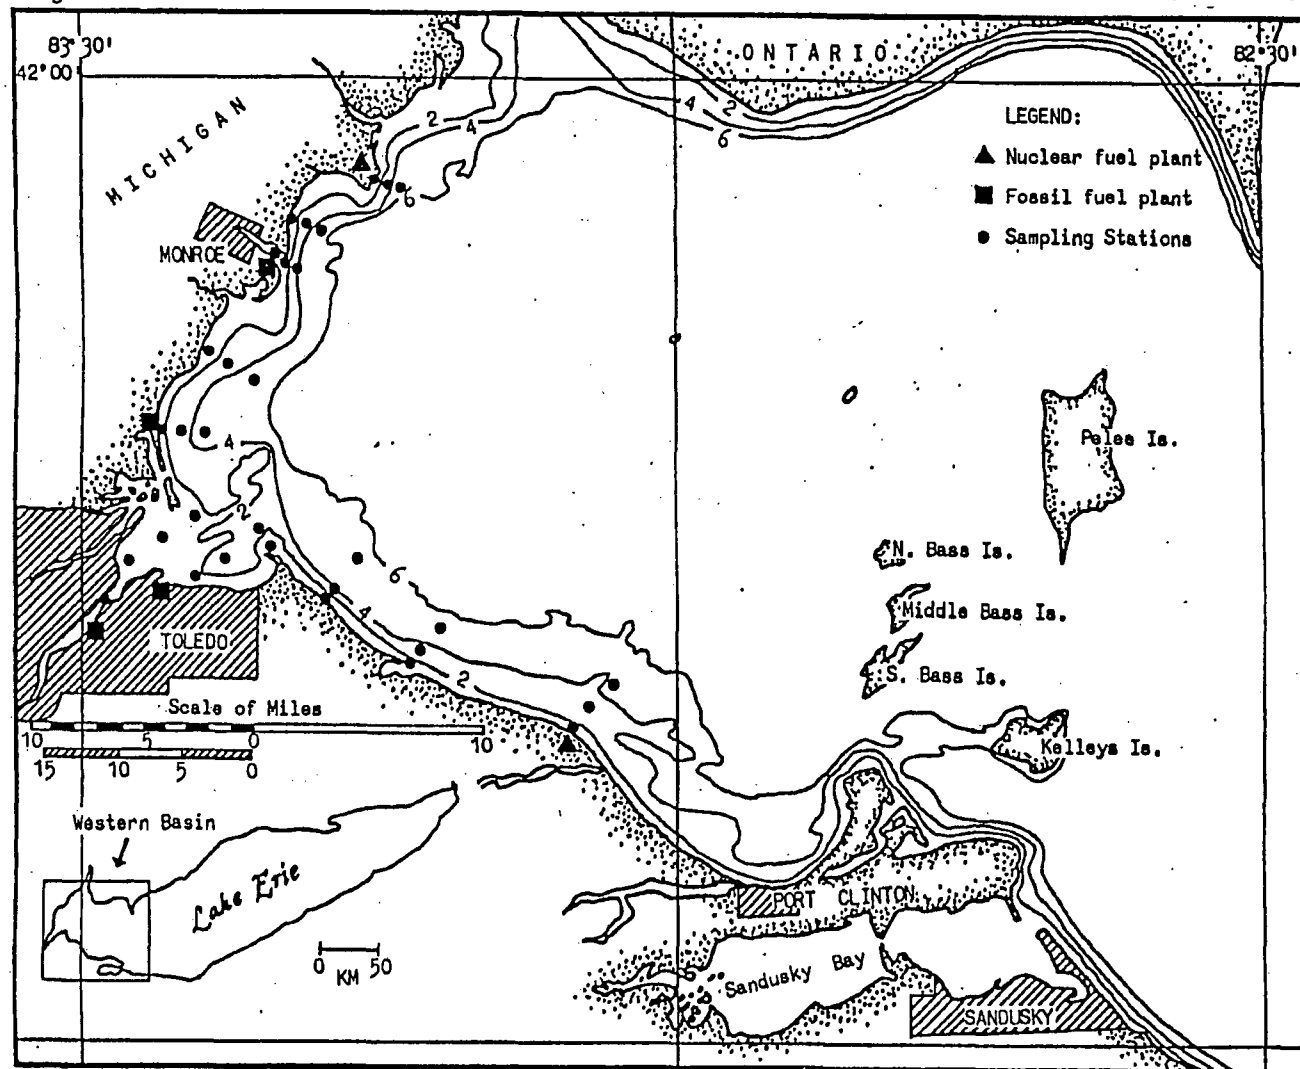 83°30'
ONTARIO
82°30'
42°00'
MICHIGAN
2
4
2
4
6
6
LEGEND:
Nuclear fuel plant
Fossil fuel plant
Sampling Stations
MONROE
4
Pelee Is.
2
N. Bass Is.
6
4
Middle Bass Is.
TOLEDO
2
S. Bass Is.
Scale of Miles
10 5 0 10
15 10 5 0
Kelleys Is.
Western Basin
Lake Erie
PORT CLINTON
0 50
KM
Sandusky Bay
SANDUSKY